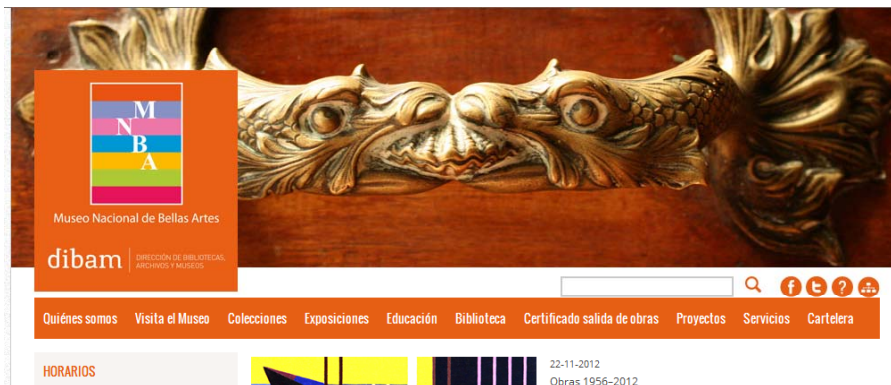 M
N
B
A
Museo Nacional de Bellas Artes
dibam
DIRECCIÓN DE BIBLIOTECAS,
ARCHIVOS Y MUSEOS
Quiénes somos Visita el Museo Colecciones Exposiciones Educación Biblioteca Certificado salida de obras Proyectos Servicios Cartelera
HORARIOS
22-11-2012
Obras 1956–2012